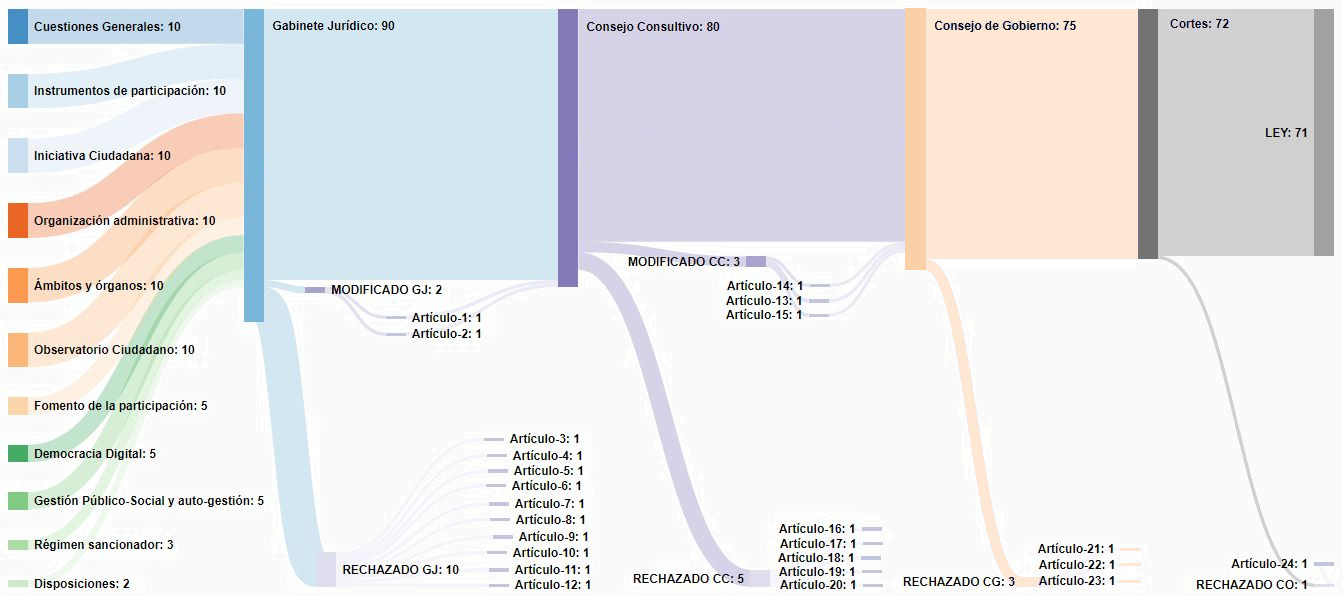 Cuestiones Generales: 10
Instrumentos de participación: 10
Iniciativa Ciudadana: 10
Organización administrativa: 10
Ámbitos y órganos: 10
Observatorio Ciudadano: 10
Fomento de la participación: 5
Democracia Digital: 5
Gestión Público-Social y auto-gestión: 5
Régimen sancionador: 3
Disposiciones: 2
Gabinete Jurídico: 90
MODIFICADO GJ: 2
Artículo-1: 1
Artículo-2: 1
Artículo-3: 1
Artículo-4: 1
Artículo-5: 1
Artículo-6: 1
Artículo-7: 1
Artículo-8: 1
Artículo-9: 1
Artículo-10: 1
RECHAZADO GJ: 10
Artículo-11: 1
Artículo-12: 1
Consejo Consultivo: 80
MODIFICADO CC: 3
Artículo-14: 1
Artículo-13: 1
Artículo-15: 1
Artículo-16: 1
Artículo-17: 1
Artículo-18: 1
Artículo-19: 1
RECHAZADO CC: 5
Artículo-20: 1
Consejo de Gobierno: 75
Artículo-21: 1
Artículo-22: 1
RECHAZADO CG: 3
Artículo-23: 1
Cortes: 72
LEY: 71
Artículo-24: 1
RECHAZADO CO: 1